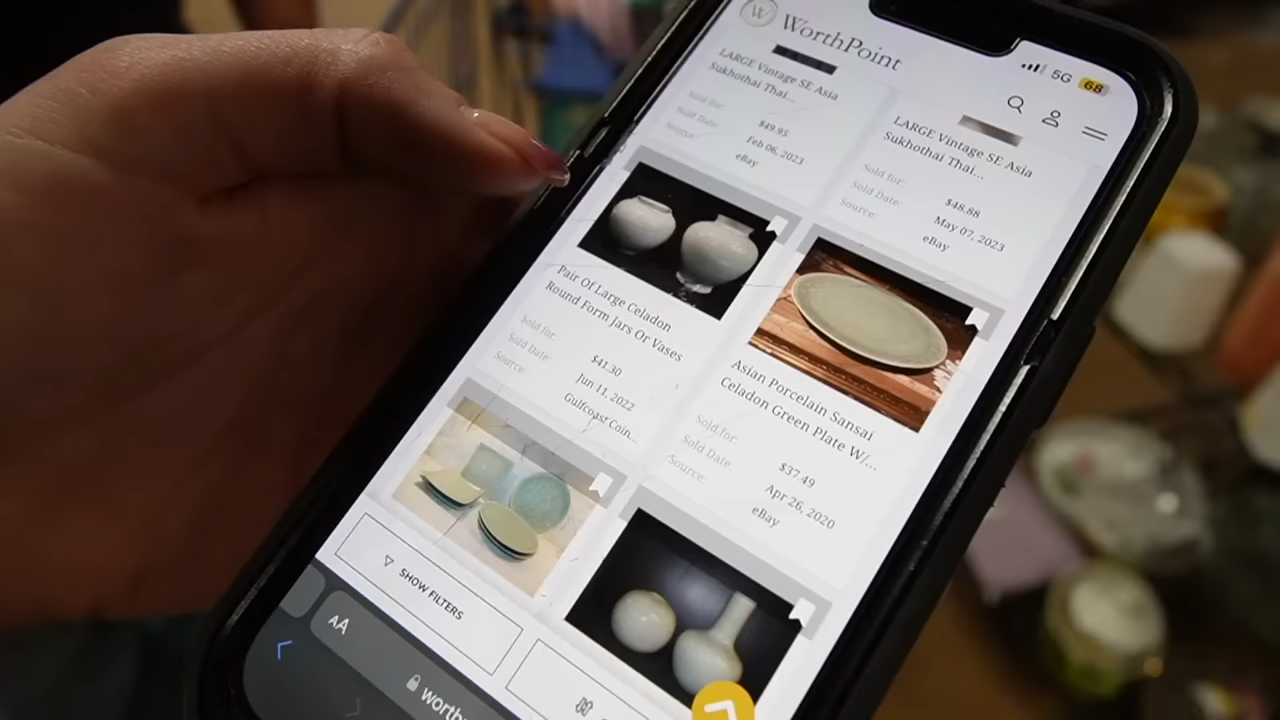 W
WorthPoint
5G
68
LARGE Vintage SE Asia
Sukhothai Thai...
Sold for:
$49.95
Sold Date:
Feb 06, 2023
Source:
eBay
LARGE Vintage SE Asia
Sukhothai Thai...
Sold for:
$48.88
Sold Date:
May 07, 2023
Source:
eBay
Pair Of Large Celadon
Round Form Jars Or Vases
Sold for:
$41.30
Sold Date:
Jun 11, 2022
Source:
Gulfcoast Coin...
Asian Porcelain Sansai
Celadon Green Plate W/...
Sold for:
$37.49
Sold Date:
Apr 26, 2020
Source:
eBay
SHOW FILTERS
AA
worth